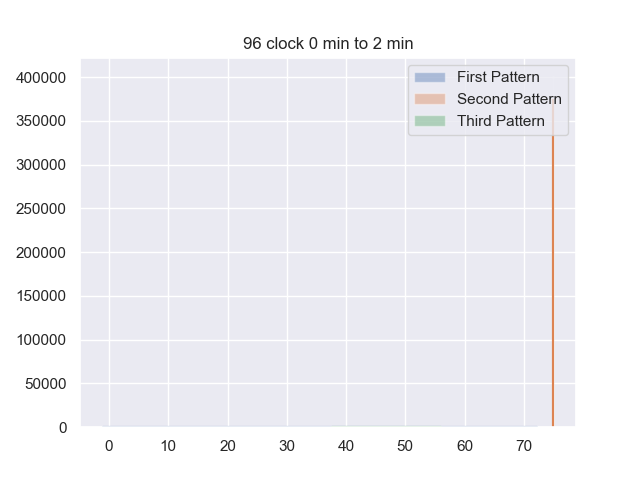 96 clock 0 min to 2 min
400000
350000
300000
250000
200000
150000
100000
50000
0
First Pattern
Second Pattern
Third Pattern
0 10 20 30 40 50 60 70